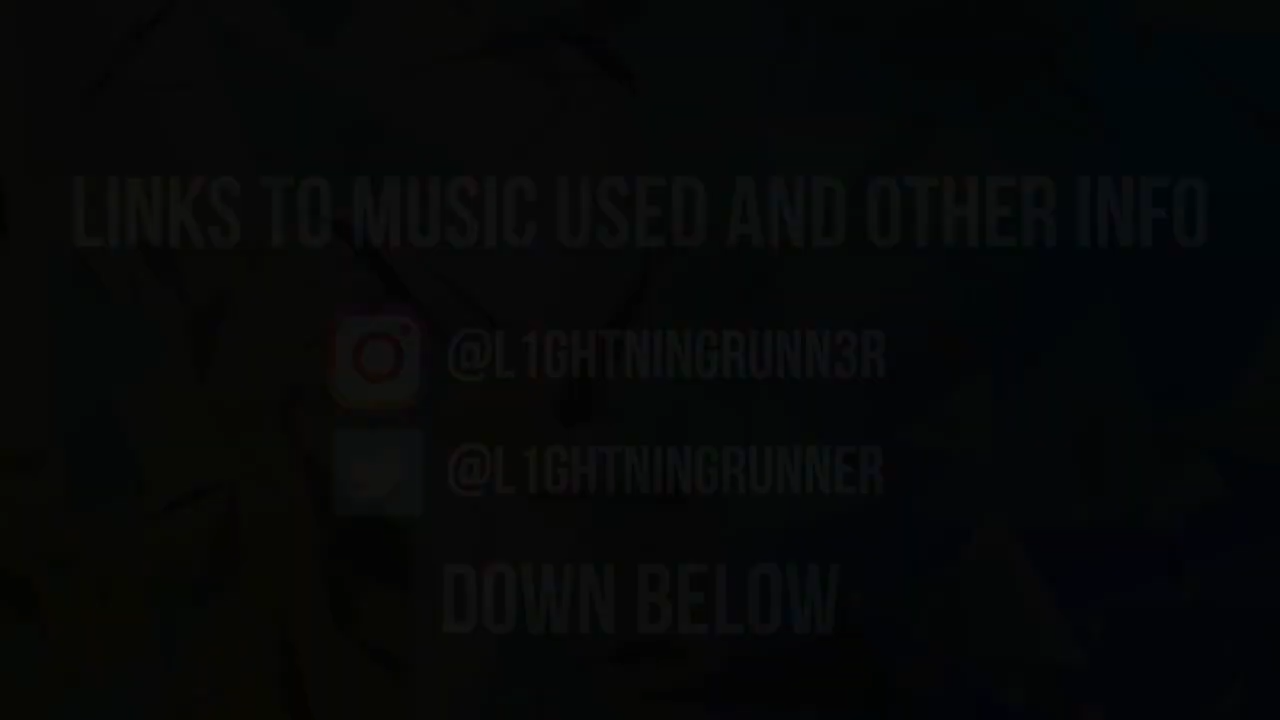 LINKS TO MUSIC USED AND OTHER INFO
@L1GHTNINGRUNN3R
@L1GHTNINGRUNNER
DOWN BELOW